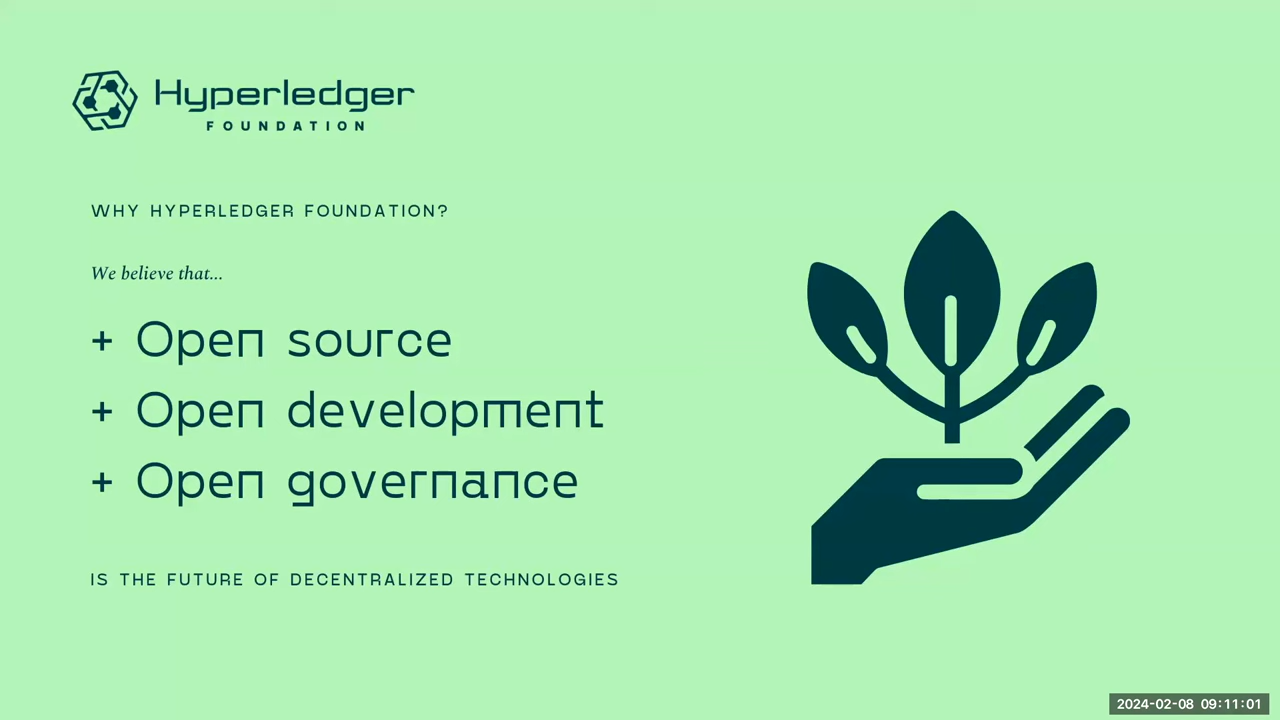 Hyperledger
FOUNDATION
WHY HYPERLEDGER FOUNDATION?
We believe that...
+ Open source
+ Open development
+ Open governance
IS THE FUTURE OF DECENTRALIZED TECHNOLOGIES
2024-02-08 09:11:01